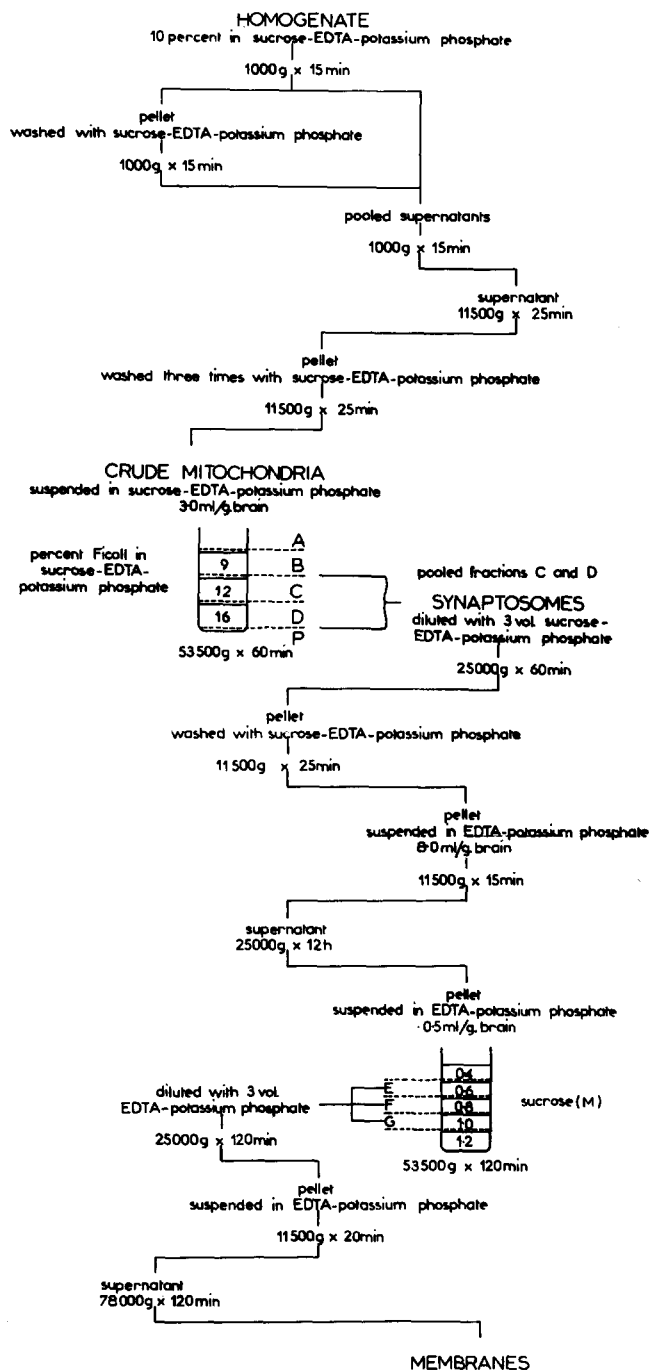 HOMOGENATE
10 percent in sucrose-EDTA-potassium phosphate
1000g × 15min
pellet
washed with sucrose-EDTA-potassium phosphate
1000g × 15min
pooled supernatants
1000g × 15min
supernatant
11500g × 25min
pellet
washed three times with sucrose-EDTA-potassium phosphate
11500g × 25min
CRUDE MITOCHONDRIA
suspended in sucrose-EDTA-potassium phosphate
3·0ml/g.brain
percent Ficoll in
sucrose-EDTA-
potassium phosphate
9
12
16
A
B
C
D
P
53500g × 60min
pooled fractions C and D
SYNAPTOSOMES
diluted with 3 vol. sucrose-
EDTA-potassium phosphate
25000g × 60min
pellet
washed with sucrose-EDTA-potassium phosphate
11500g × 25min
pellet
suspended in EDTA-potassium phosphate
8·0ml/g.brain
11500g × 15min
supernatant
25000g × 12h
pellet
suspended in EDTA-potassium phosphate
·0·5ml/g.brain
diluted with 3 vol.
EDTA-potassium phosphate
E
F
G
0·4
0·6
0·8
1·0
1·2
sucrose (M)
53500g × 120min
25000g × 120min
pellet
suspended in EDTA-potassium phosphate
11500g × 20min
supernatant
78000g × 120min
MEMBRANES